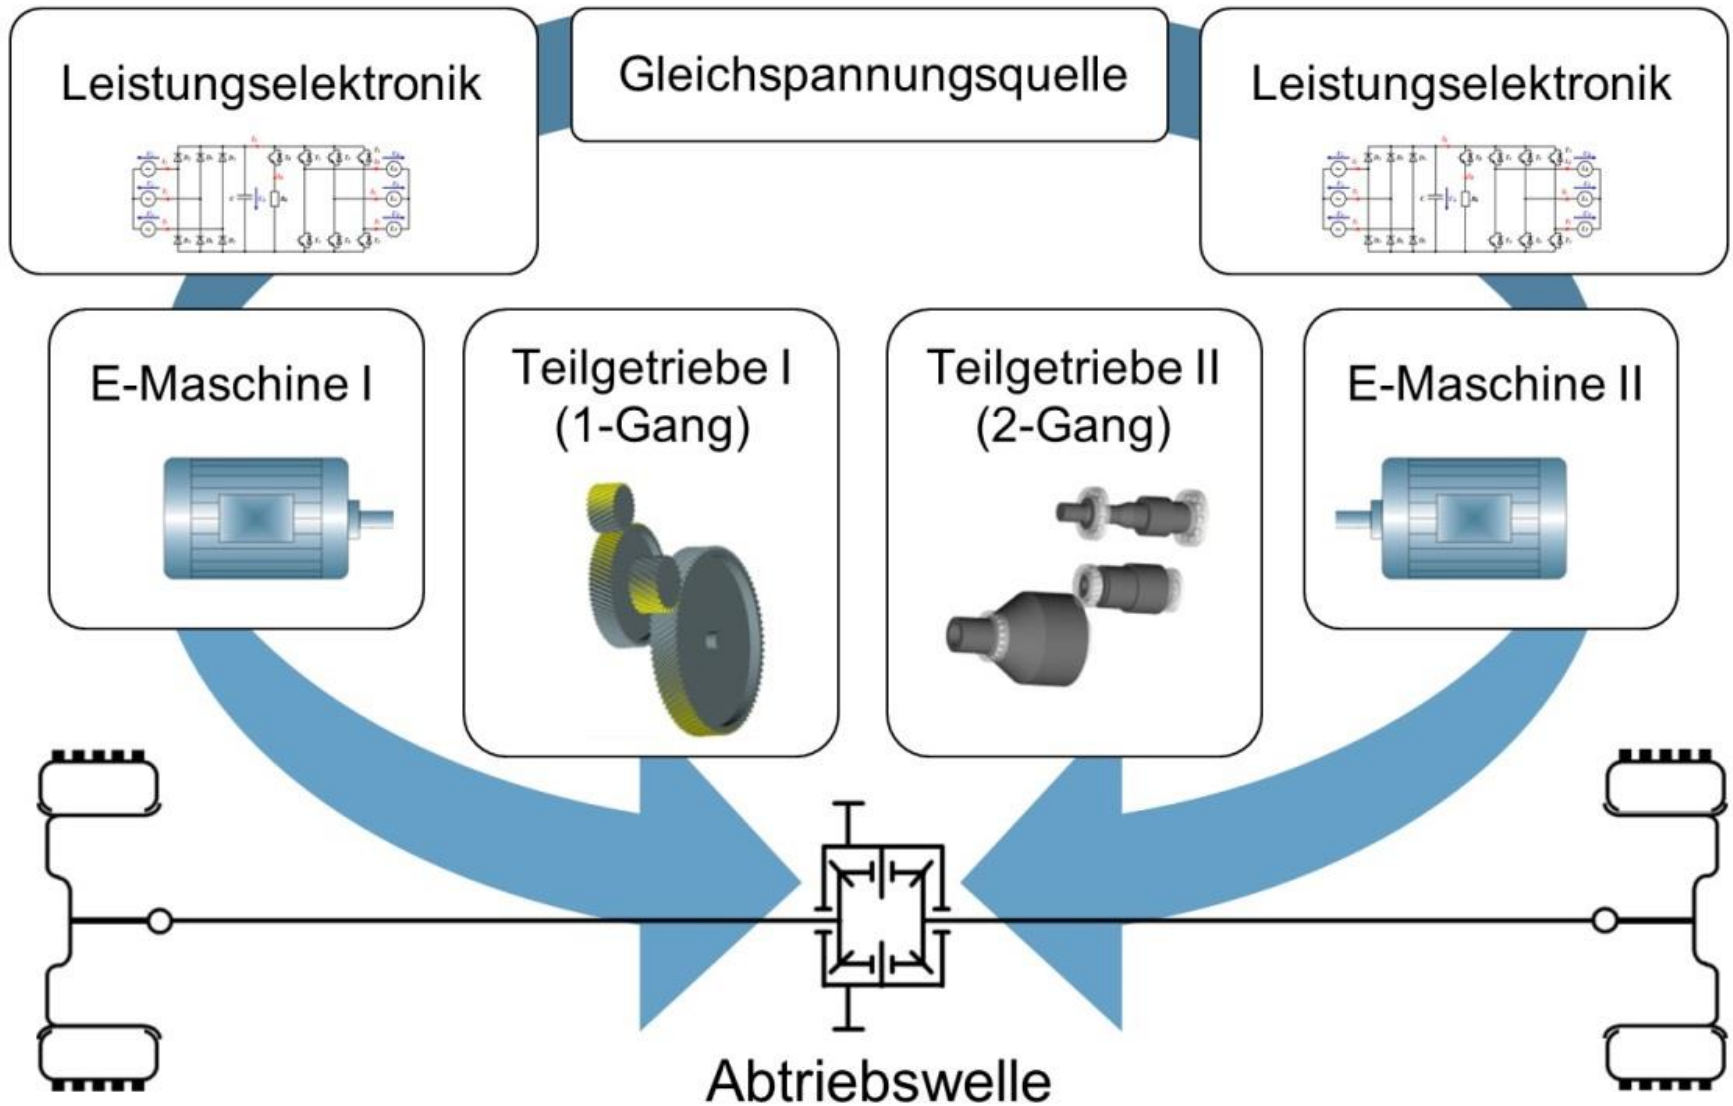 Leistungselektronik
Gleichspannungsquelle
Leistungselektronik
E-Maschine I
Teilgetriebe I
(1-Gang)
Teilgetriebe II
(2-Gang)
E-Maschine II
Abtriebswelle